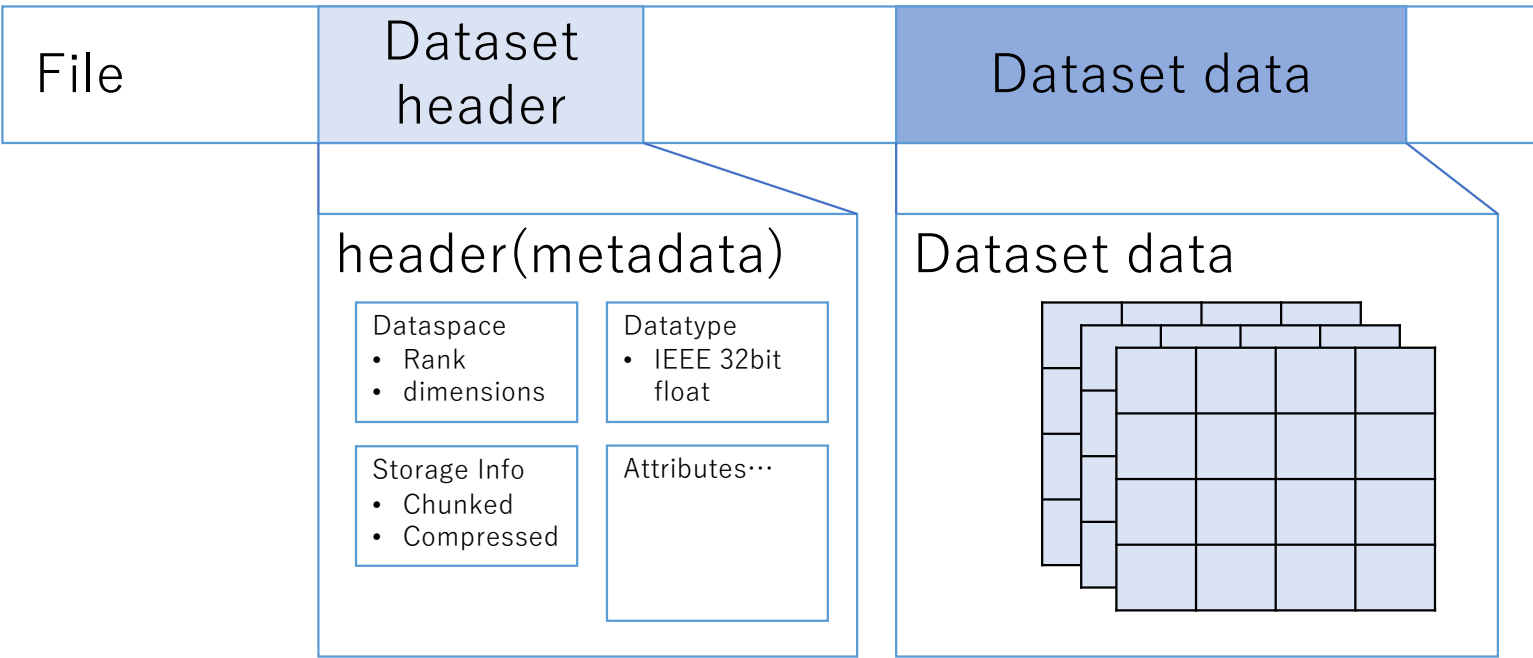 File
Dataset
header
Dataset data
header(metadata)
Dataspace
• Rank
• dimensions
Datatype
• IEEE 32bit
float
Storage Info
• Chunked
• Compressed
Attributes…
Dataset data